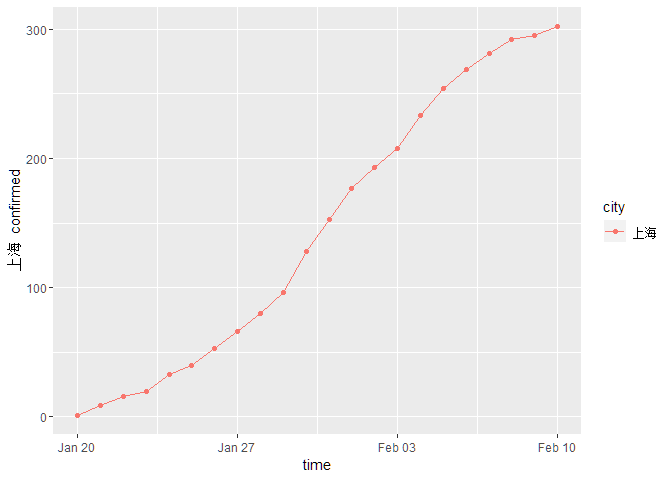 300
200
100
0
上海 confirmed
Jan 20
Jan 27
Feb 03
Feb 10
time
city
上海